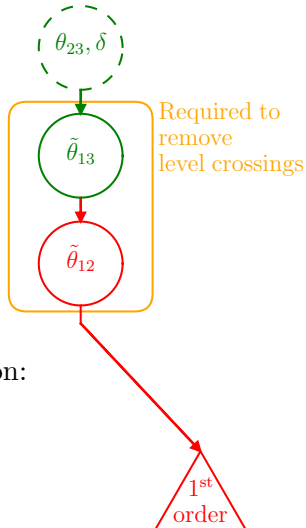 θ₂₃, δ
Required to
remove
level crossings
θ̃₁₃
θ̃₁₂
on:
1ˢᵗ
order